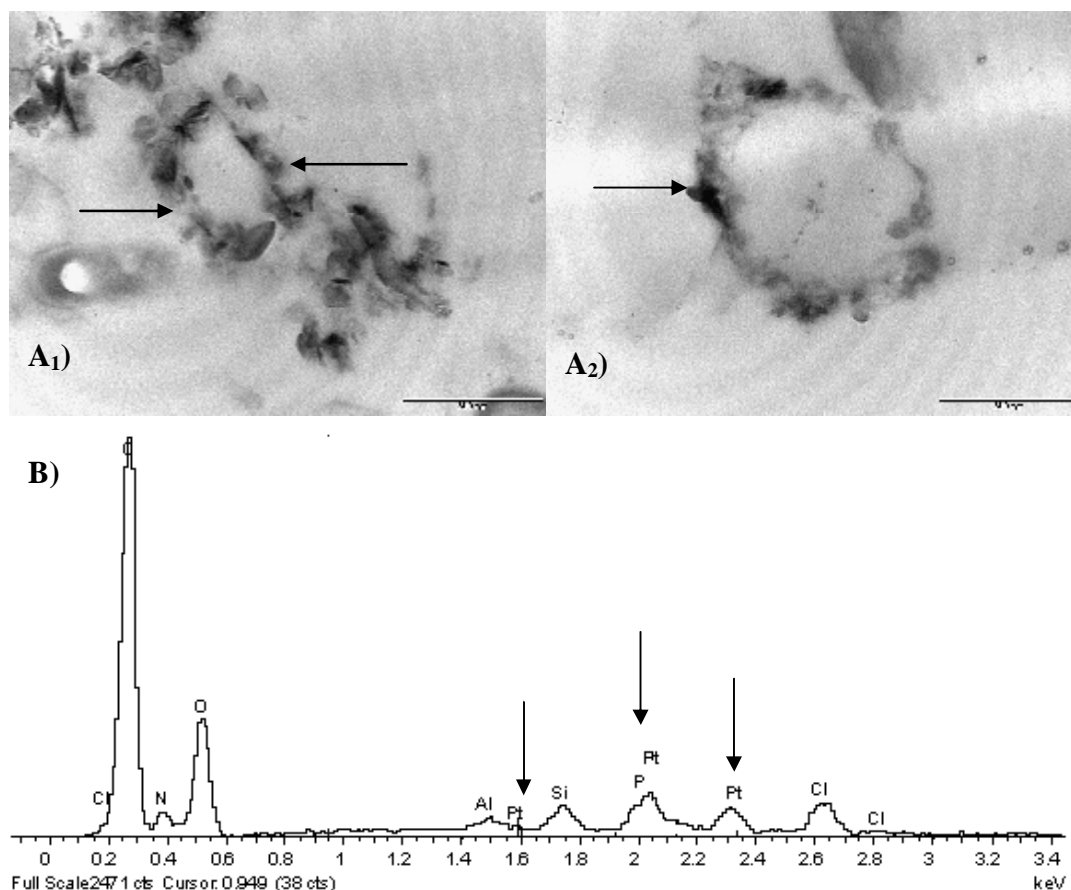 A₁)
A₂)
B)
C
O
Cl
N
Al
Pt
Si
P
Pt
Pt
Cl
Cl
0 0.2 0.4 0.6 0.8 1 1.2 1.4 1.6 1.8 2 2.2 2.4 2.6 2.8 3 3.2 3.4
Full Scale 2471 cts Cursor: 0.949 (38 cts) keV